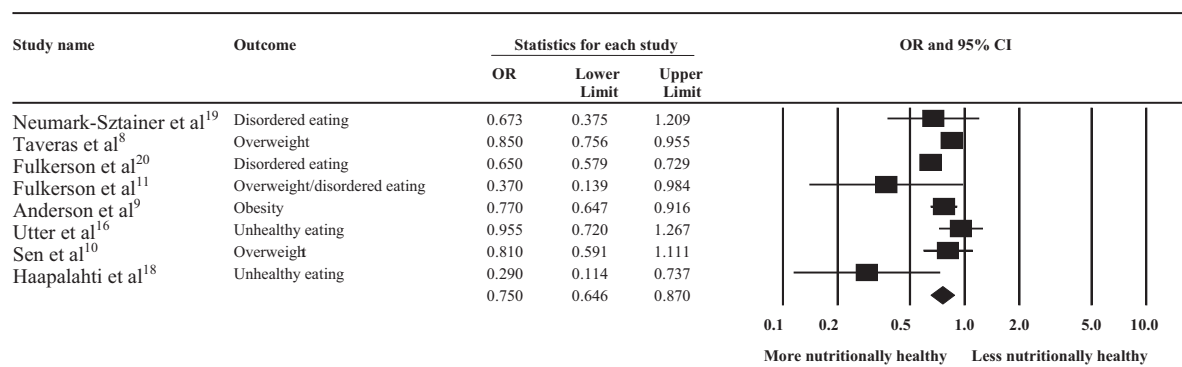 Study name Outcome Statistics for each study OR and 95% CI
OR Lower Limit Upper Limit
Neumark-Sztainer et al19 Disordered eating 0.673 0.375 1.209
Taveras et al8 Overweight 0.850 0.756 0.955
Fulkerson et al20 Disordered eating 0.650 0.579 0.729
Fulkerson et al11 Overweight/disordered eating 0.370 0.139 0.984
Anderson et al9 Obesity 0.770 0.647 0.916
Utter et al16 Unhealthy eating 0.955 0.720 1.267
Sen et al10 Overweight 0.810 0.591 1.111
Haapalahti et al18 Unhealthy eating 0.290 0.114 0.737
0.750 0.646 0.870
0.1 0.2 0.5 1.0 2.0 5.0 10.0
More nutritionally healthy Less nutritionally healthy